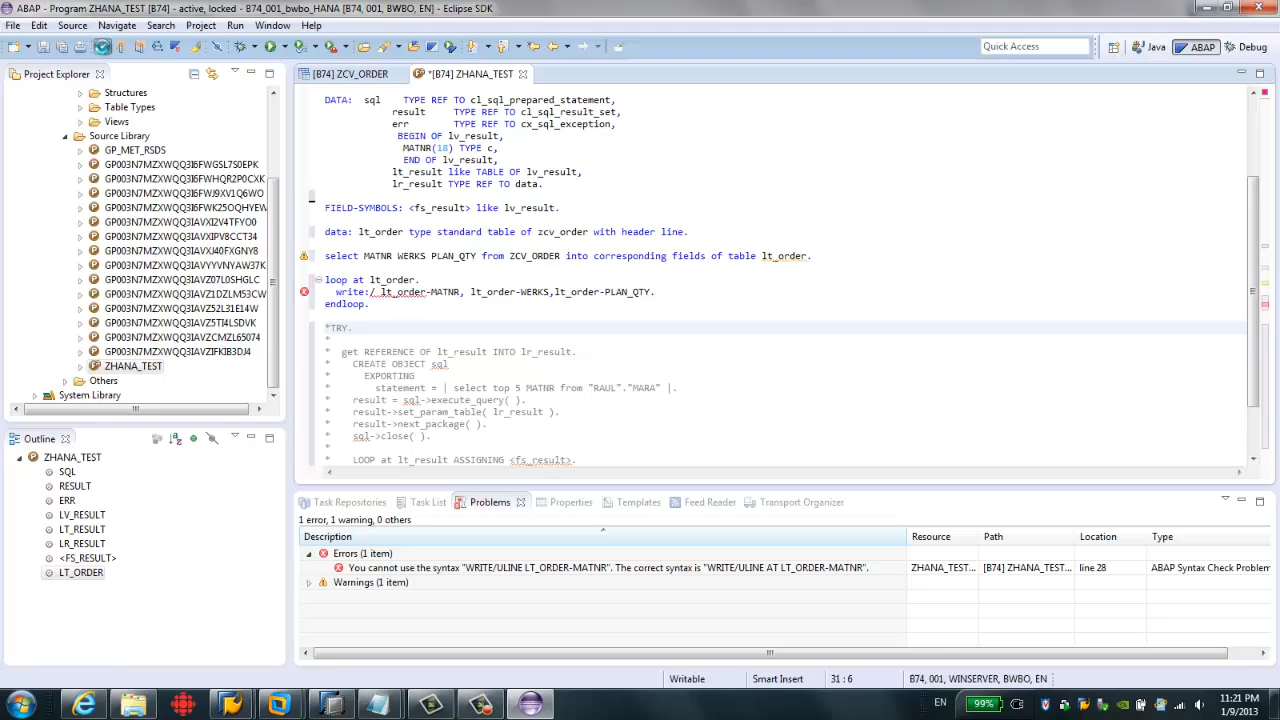 ABAP - Program ZHANA_TEST [B74] - active, locked - B74_001_bwbo_HANA [B74, 001, BWBO, EN] - Eclipse SDK
File Edit Source Navigate Search Project Run Window Help
Quick Access
Java ABAP Debug
Project Explorer
Structures
Table Types
Views
Source Library
GP_MET_RSDS
GP003N7MZXWQQ3I6FWGSL7S0EPK
GP003N7MZXWQQ3I6FWHQR2P0CXK
GP003N7MZXWQQ3I6FWJ9XV1Q6WO
GP003N7MZXWQQ3I6FWK25OQHYEW
GP003N7MZXWQQ3IAVXI2V4TFYO0
GP003N7MZXWQQ3IAVXIPV8CCT34
GP003N7MZXWQQ3IAVXJ40FXGNY8
GP003N7MZXWQQ3IAVYYVNYAW37K
GP003N7MZXWQQ3IAVZ07L0SHGLC
GP003N7MZXWQQ3IAVZ1DZLM53CW
GP003N7MZXWQQ3IAVZ52L31E14W
GP003N7MZXWQQ3IAVZ5TI4LSDVK
GP003N7MZXWQQ3IAVZCMZL65074
GP003N7MZXWQQ3IAVZIFKIB3DJ4
ZHANA_TEST
Others
System Library
[B74] ZCV_ORDER
*[B74] ZHANA_TEST
DATA: sql TYPE REF TO cl_sql_prepared_statement,
result TYPE REF TO cl_sql_result_set,
err TYPE REF TO cx_sql_exception,
BEGIN OF lv_result,
MATNR(18) TYPE c,
END OF lv_result,
lt_result like TABLE OF lv_result,
lr_result TYPE REF TO data.
FIELD-SYMBOLS: <fs_result> like lv_result.
data: lt_order type standard table of zcv_order with header line.
select MATNR WERKS PLAN_QTY from ZCV_ORDER into corresponding fields of table lt_order.
loop at lt_order.
write:/ lt_order-MATNR, lt_order-WERKS,lt_order-PLAN_QTY.
endloop.
*TRY.
*
* get REFERENCE OF lt_result INTO lr_result.
* CREATE OBJECT sql
* EXPORTING
* statement = | select top 5 MATNR from "RAUL"."MARA" |.
* result = sql->execute_query( ).
* result->set_param_table( lr_result ).
* result->next_package( ).
* sql->close( ).
*
* LOOP at lt_result ASSIGNING <fs_result>.
Outline
ZHANA_TEST
SQL
RESULT
ERR
LV_RESULT
LT_RESULT
LR_RESULT
<FS_RESULT>
LT_ORDER
Task Repositories Task List Problems Properties Templates Feed Reader Transport Organizer
1 error, 1 warning, 0 others
Description Resource Path Location Type
Errors (1 item)
You cannot use the syntax "WRITE/ULINE LT_ORDER-MATNR". The correct syntax is "WRITE/ULINE AT LT_ORDER-MATNR". ZHANA_TEST... [B74] ZHANA_TEST... line 28 ABAP Syntax Check Problem
Warnings (1 item)
Writable Smart Insert 31 : 6 B74, 001, WINSERVER, BWBO, EN
EN 99% 11:21 PM
1/9/2013